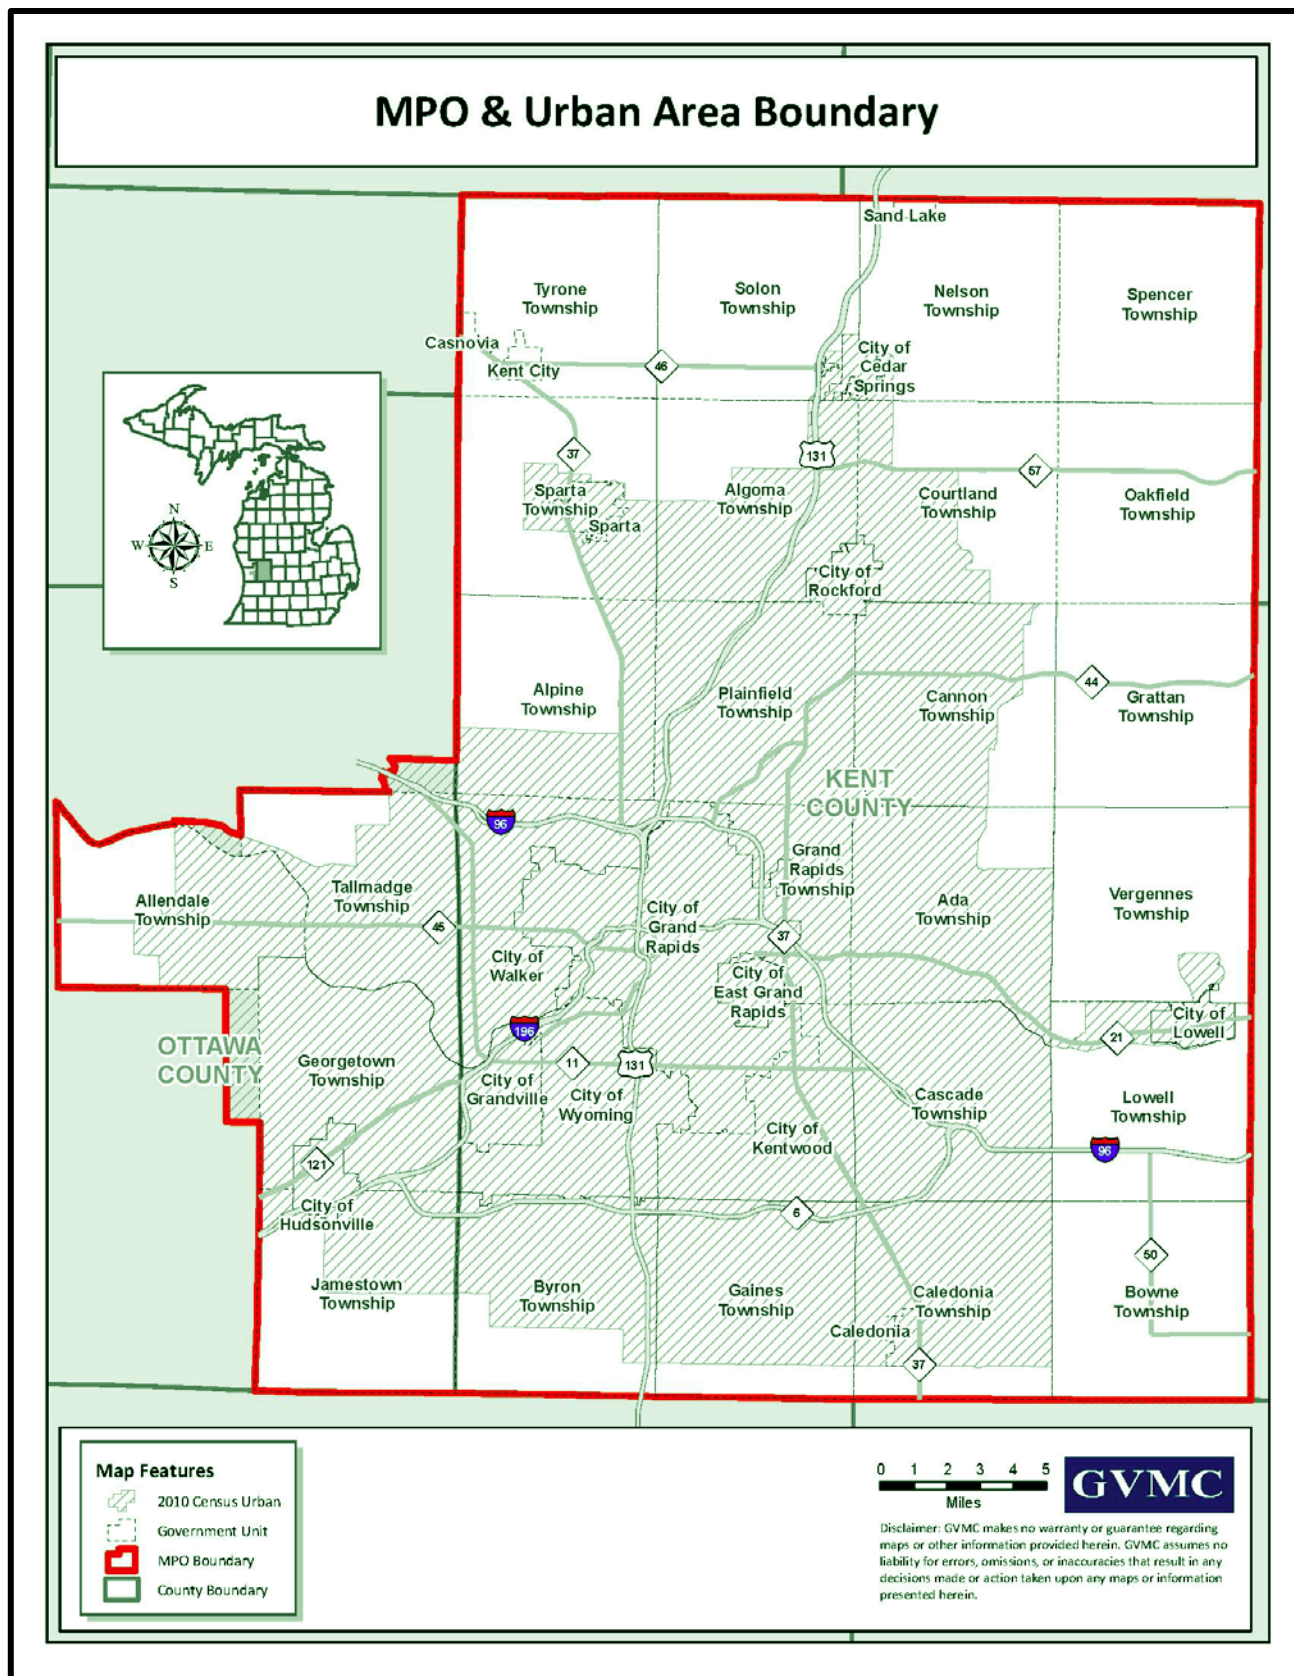 MPO & Urban Area Boundary
Sand Lake
Tyrone
Township
Solon
Township
Nelson
Township
Spencer
Township
Casnovia
Kent City
46
City of
Cedar
Springs
37
131
57
Sparta
Township
Sparta
Algoma
Township
Courtland
Township
Oakfield
Township
N
W
E
S
City of
Rockford
Alpine
Township
Plainfield
Township
Cannon
Township
44
Grattan
Township
KENT
COUNTY
96
Grand
Rapids
Township
Allendale
Township
Tallmadge
Township
45
City of
Grand
Rapids
37
Ada
Township
Vergennes
Township
City of
Walker
City of
East Grand
Rapids
196
City of
Lowell
21
OTTAWA
COUNTY
Georgetown
Township
11
131
City of
Grandville
City of
Wyoming
Cascade
Township
Lowell
Township
City of
Kentwood
96
121
City of
Hudsonville
6
50
Jamestown
Township
Byron
Township
Gaines
Township
Caledonia
Township
Bowne
Township
Caledonia
37
Map Features
2010 Census Urban
Government Unit
MPO Boundary
County Boundary
0 1 2 3 4 5
Miles
GVMC
Disclaimer: GVMC makes no warranty or guarantee regarding
maps or other information provided herein. GVMC assumes no
liability for errors, omissions, or inaccuracies that result in any
decisions made or action taken upon any maps or information
presented herein.